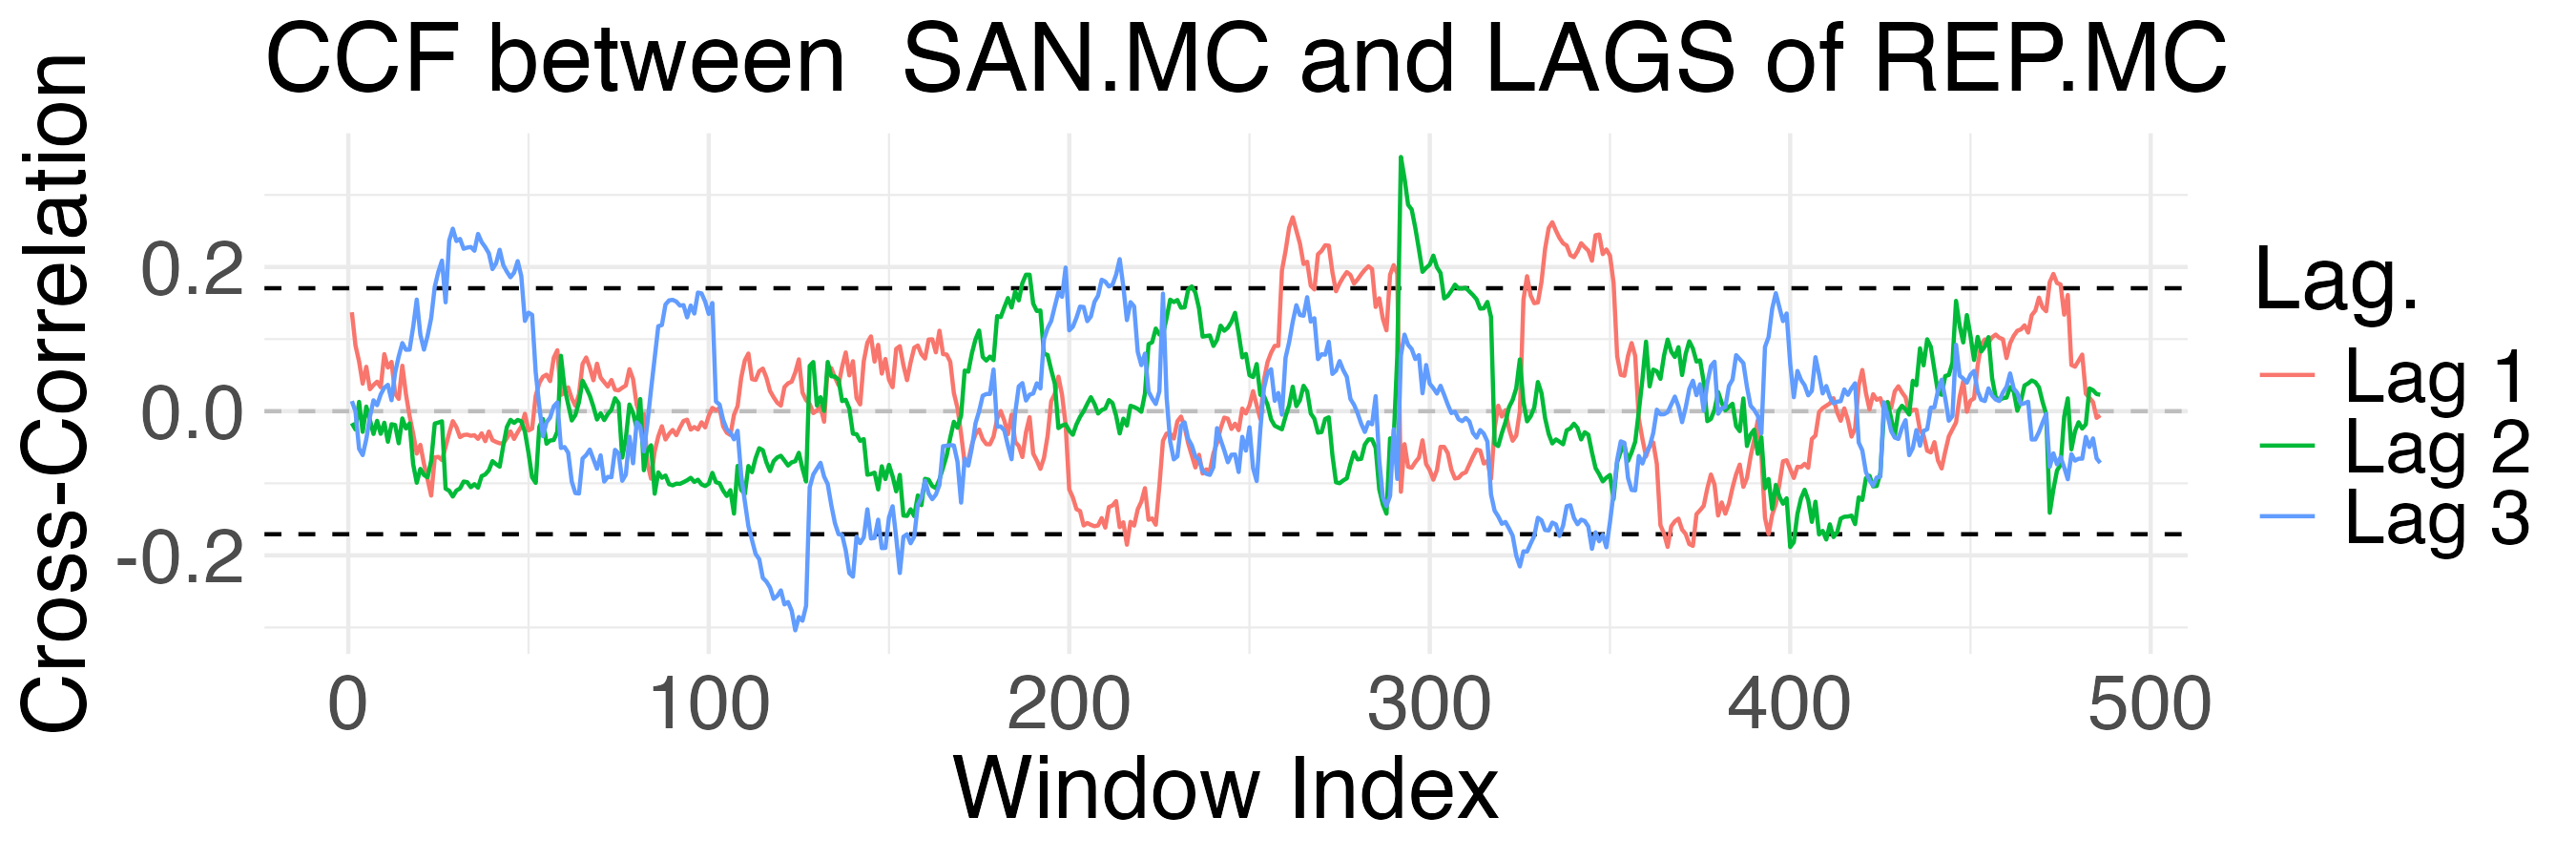 CCF between  SAN.MC and LAGS of REP.MC
Cross-Correlation
0.2
0.0
-0.2
0 100 200 300 400 500
Window Index
Lag.
Lag 1
Lag 2
Lag 3